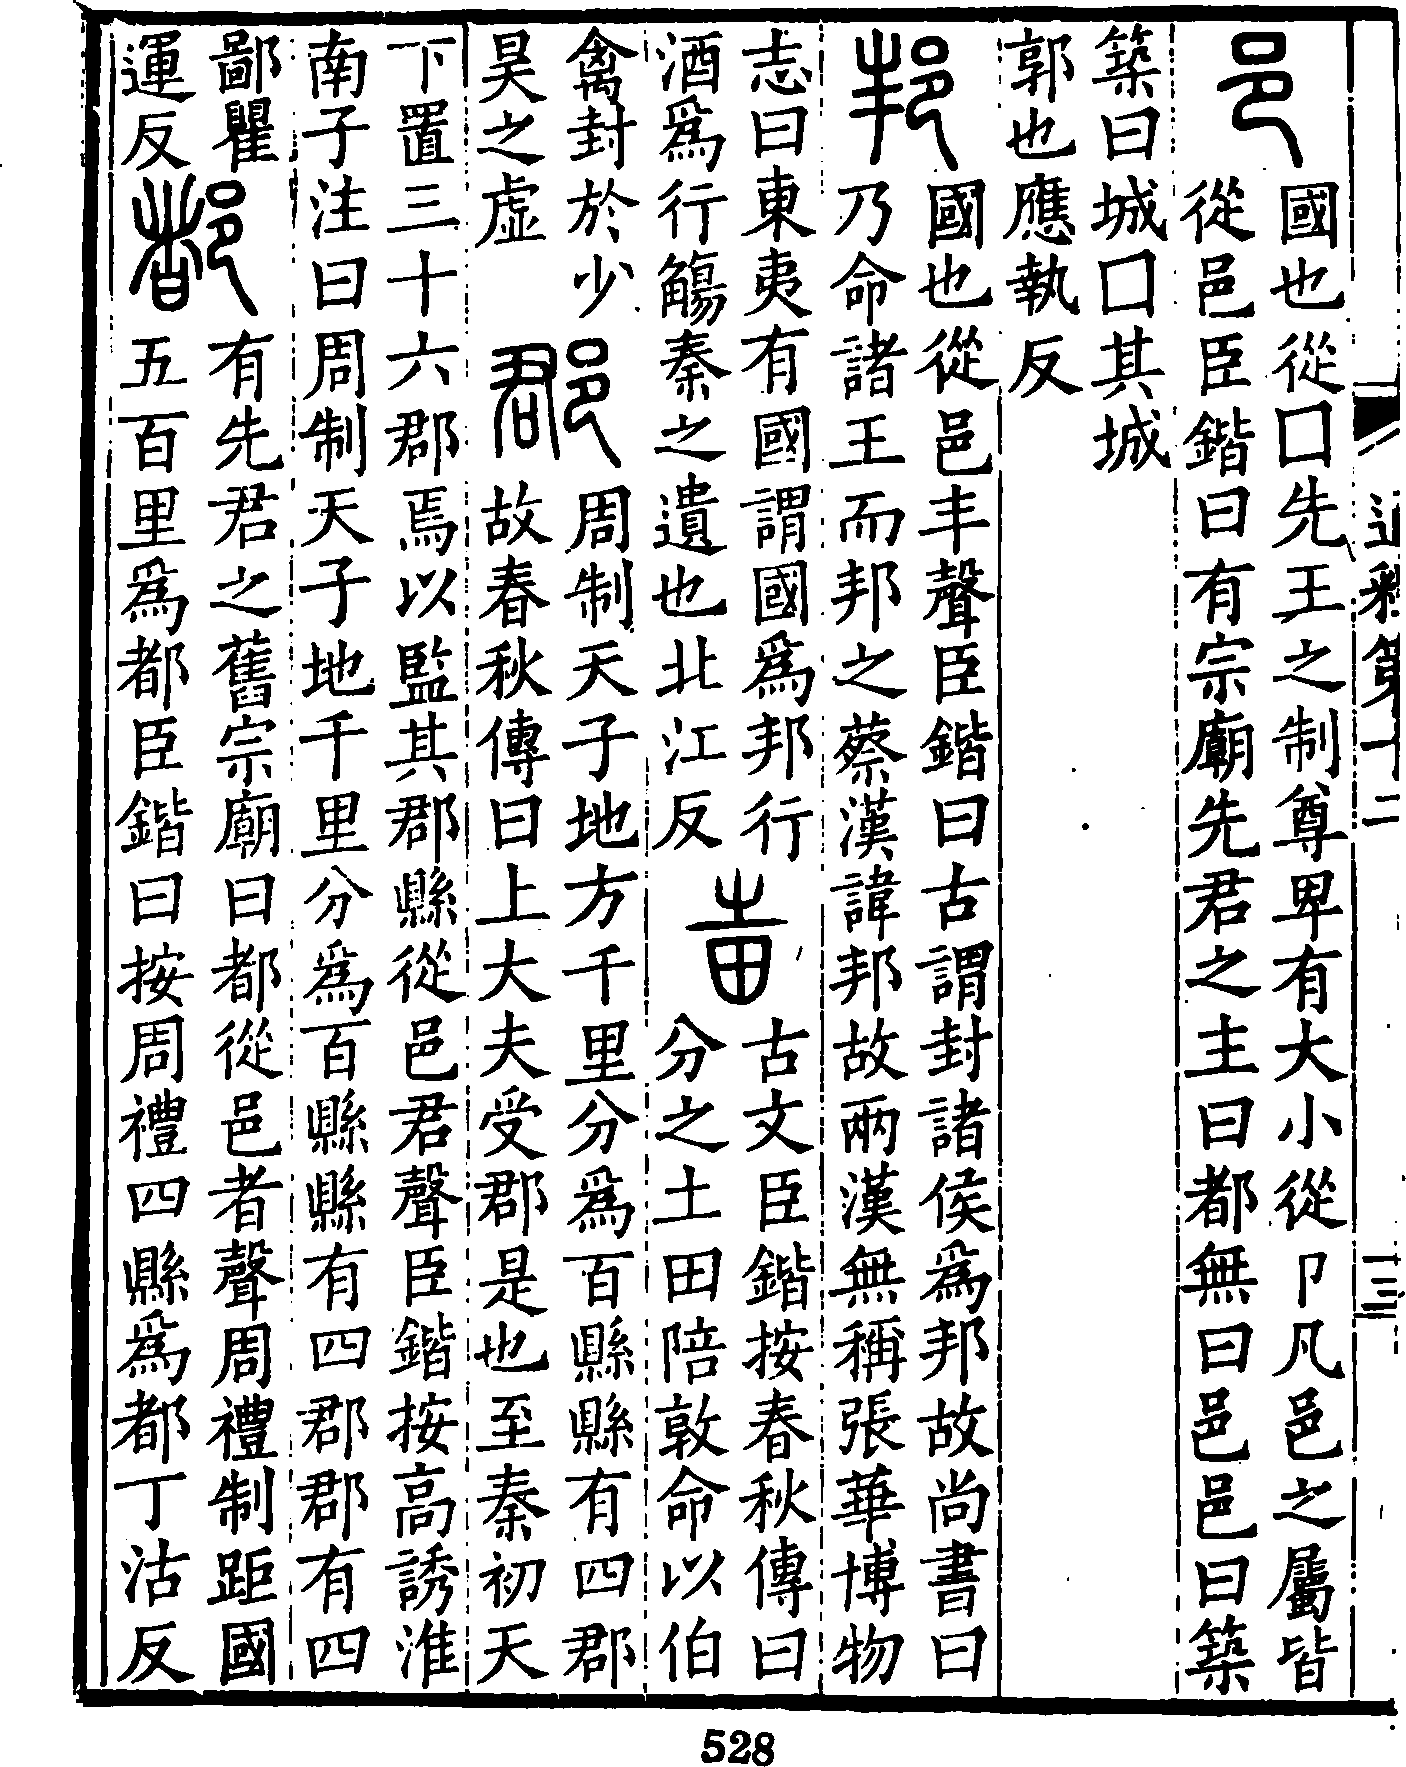 通釋第十二
三
邑
國也從囗先王之制尊卑有大小從卪凡邑之屬皆
從邑臣鍇曰有宗廟先君之主曰都無曰邑邑曰築
築曰城囗其城
郭也應執反
邦
國也從邑丰聲臣鍇曰古謂封諸侯爲邦故尚書曰
乃命諸王而邦之蔡漢諱邦故兩漢無稱張華博物
志曰東夷有國謂國爲邦行
酒爲行觴秦之遺也北江反
古文臣鍇按春秋傳曰
分之土田陪敦命以伯
禽封於少
昊之虛
郡
周制天子地方千里分爲百縣縣有四郡
故春秋傳曰上大夫受郡是也至秦初天
下置三十六郡焉以監其郡縣從邑君聲臣鍇按高誘淮
南子注曰周制天子地千里分爲百縣縣有四郡郡有四
鄙瞿
運反
都
有先君之舊宗廟曰都從邑者聲周禮制距國
五百里爲都臣鍇曰按周禮四縣爲都丁沽反
528